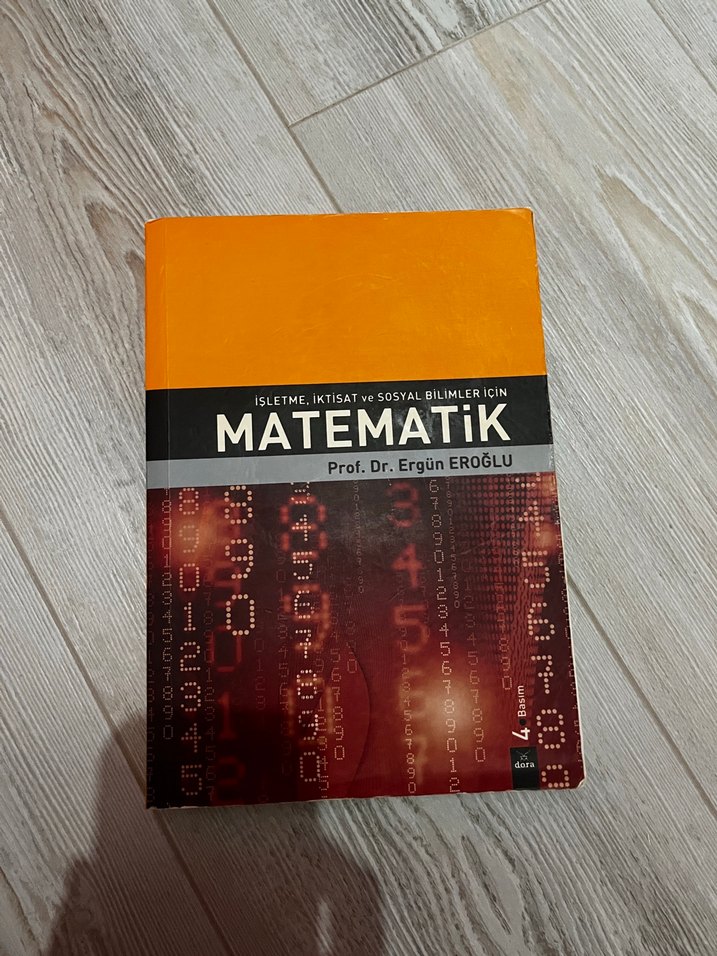 İŞLETME, İKTİSAT ve SOSYAL BİLİMLER İÇİN
MATEMATİK
Prof. Dr. Ergün EROĞLU
4. Basım
dora